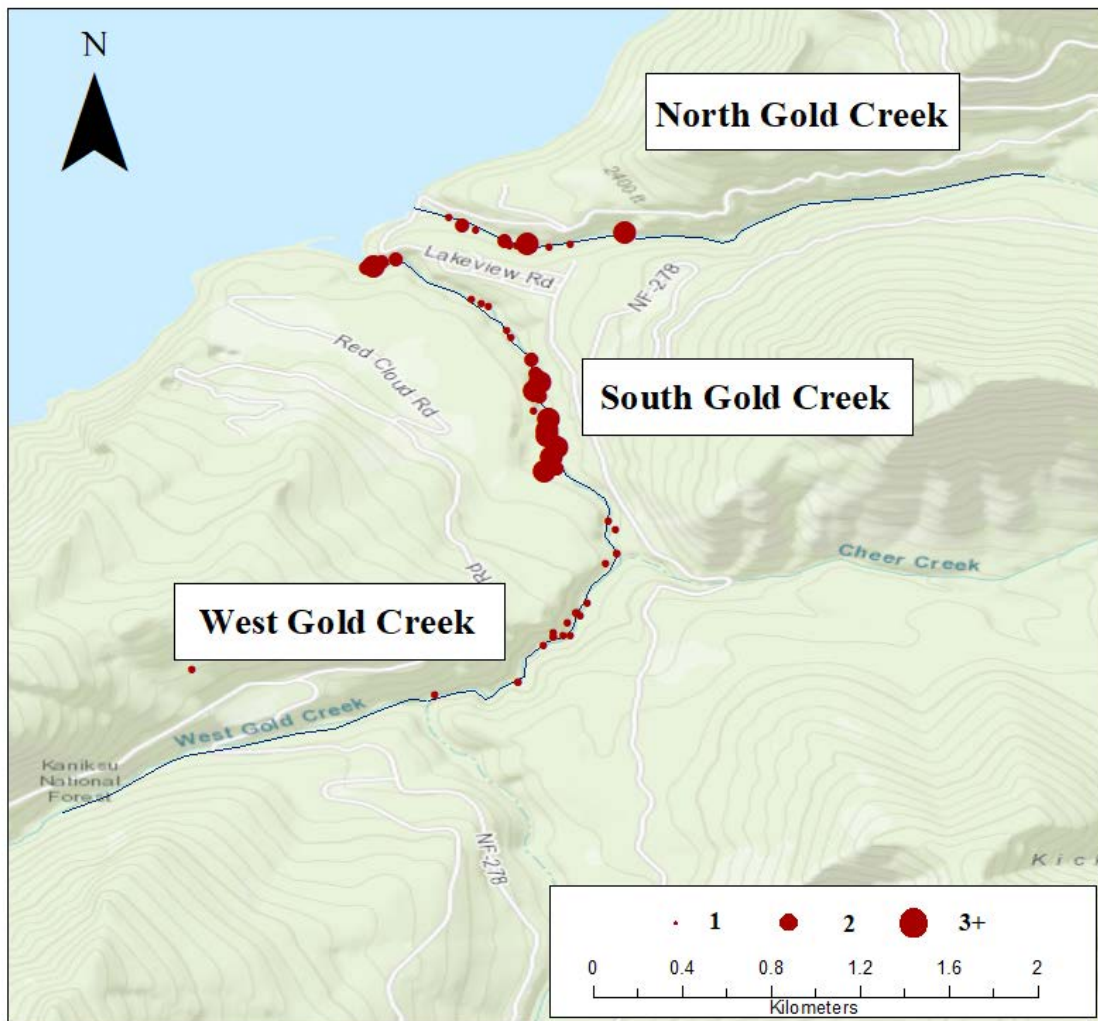 N
North Gold Creek
2400 ft
Lakeview Rd
NF-278
Red Cloud Rd
South Gold Creek
Cheer Creek
Rd
West Gold Creek
West Gold Creek
Kaniksu
National
Forest
NF-278
Kick
1 2 3+
0 0.4 0.8 1.2 1.6 2
Kilometers